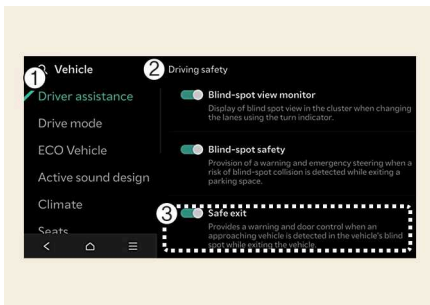 1
Vehicle
2
Driving safety
Driver assistance
Drive mode
ECO Vehicle
Active sound design
Climate
Seats
Blind-spot view monitor
Display of blind spot view in the cluster when changing
the lanes using the turn indicator.
Blind-spot safety
Provision of a warning and emergency steering when a
risk of blind-spot collision is detected while exiting a
parking space.
3
Safe exit
Provides a warning and door control when an
approaching vehicle is detected in the vehicle's blind
spot while exiting the vehicle.